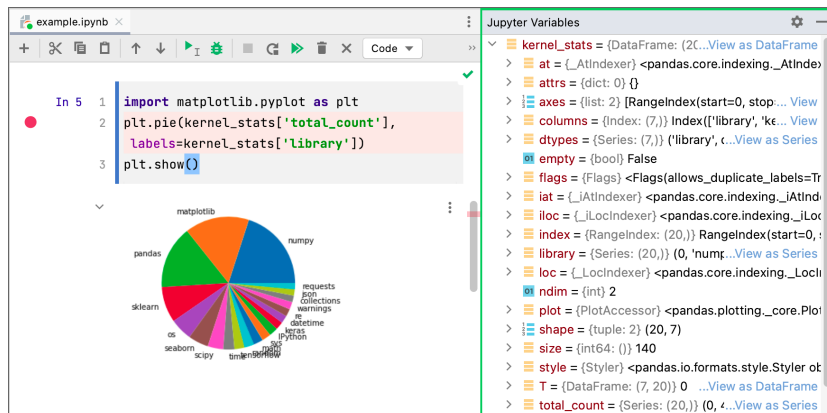 example.ipynb
Code
In 5
1 import matplotlib.pyplot as plt
2 plt.pie(kernel_stats['total_count'],
labels=kernel_stats['library'])
3 plt.show()
matplotlib
numpy
pandas
requests
json
collections
sklearn
warnings
re
datetime
os
keras
IPython
seaborn
sys
scipy
math
time
tensorflow
Jupyter Variables
kernel_stats = {DataFrame: (20 ...View as DataFrame
at = {_AtIndexer} <pandas.core.indexing._AtIndex
attrs = {dict: 0} {}
axes = {list: 2} [RangeIndex(start=0, stop ... View
columns = {Index: (7,)} Index(['library', 'ke ...View
dtypes = {Series: (7,)} ('library', c ...View as Series
01 empty = {bool} False
flags = {Flags} <Flags(allows_duplicate_labels=Tr
iat = {_iAtIndexer} <pandas.core.indexing._iAtInd
iloc = {_iLocIndexer} <pandas.core.indexing._iLoc
index = {RangeIndex: (20,)} RangeIndex(start=0, s
library = {Series: (20,)} (0, 'nump ...View as Series
loc = {_LocIndexer} <pandas.core.indexing._LocIn
01 ndim = {int} 2
plot = {PlotAccessor} <pandas.plotting._core.Plot
shape = {tuple: 2} (20, 7)
size = {int64: ()} 140
style = {Styler} <pandas.io.formats.style.Styler ob
T = {DataFrame: (7, 20)} 0 ...View as DataFrame
total_count = {Series: (20,)} (0, 4 ...View as Series